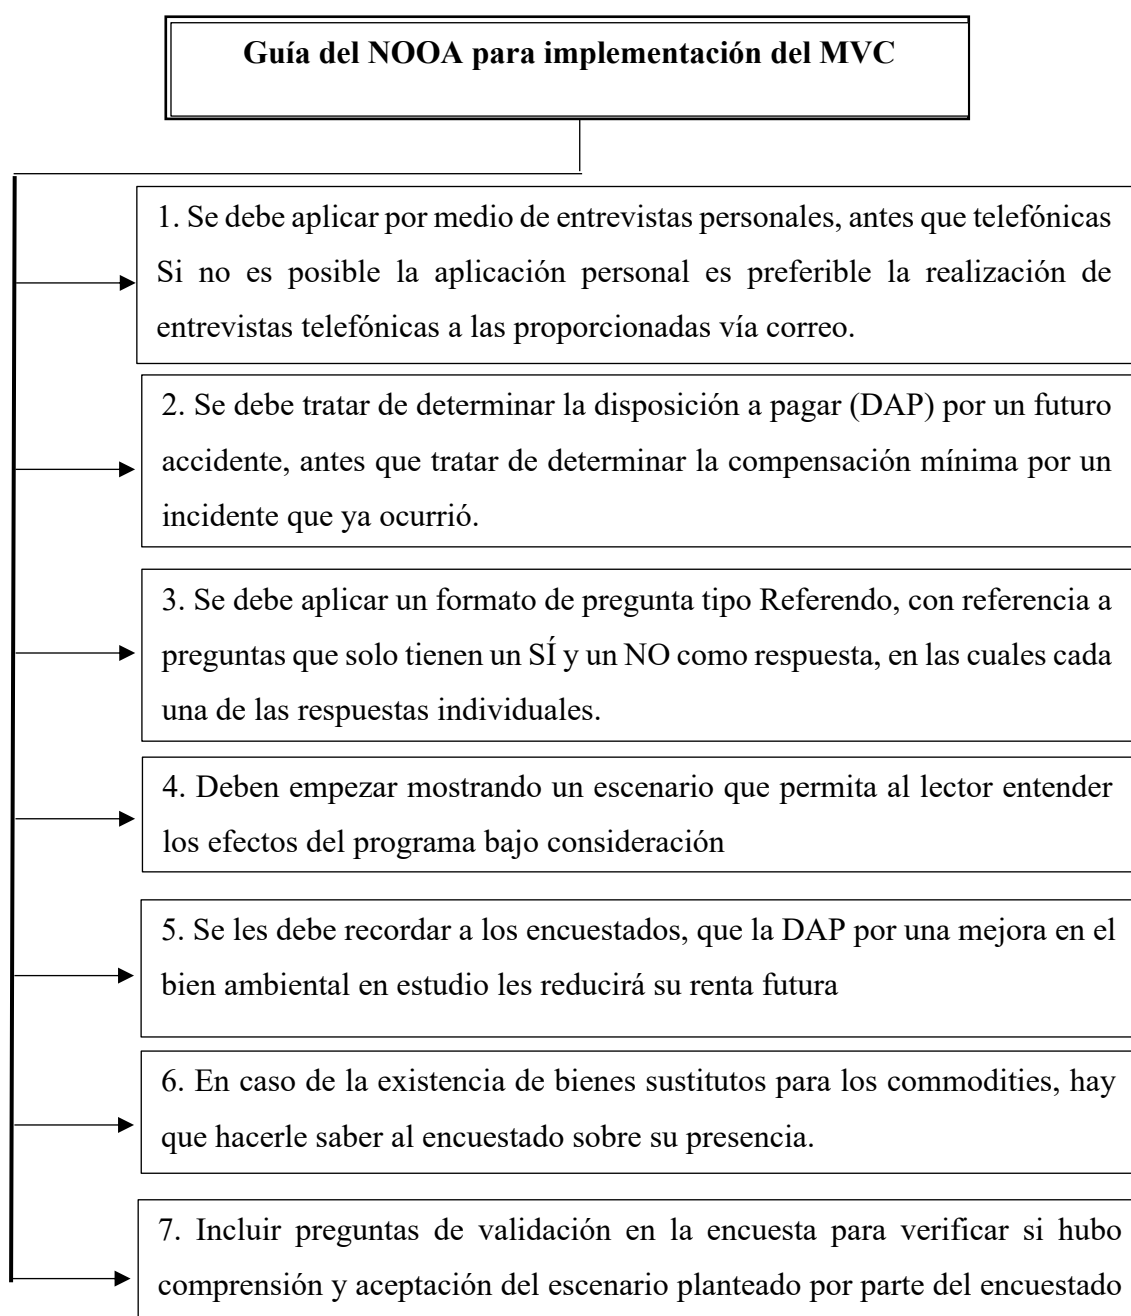 Guía del NOOA para implementación del MVC
1. Se debe aplicar por medio de entrevistas personales, antes que telefónicas
Si no es posible la aplicación personal es preferible la realización de
entrevistas telefónicas a las proporcionadas vía correo.
2. Se debe tratar de determinar la disposición a pagar (DAP) por un futuro
accidente, antes que tratar de determinar la compensación mínima por un
incidente que ya ocurrió.
3. Se debe aplicar un formato de pregunta tipo Referendo, con referencia a
preguntas que solo tienen un SÍ y un NO como respuesta, en las cuales cada
una de las respuestas individuales.
4. Deben empezar mostrando un escenario que permita al lector entender
los efectos del programa bajo consideración
5. Se les debe recordar a los encuestados, que la DAP por una mejora en el
bien ambiental en estudio les reducirá su renta futura
6. En caso de la existencia de bienes sustitutos para los commodities, hay
que hacerle saber al encuestado sobre su presencia.
7. Incluir preguntas de validación en la encuesta para verificar si hubo
comprensión y aceptación del escenario planteado por parte del encuestado